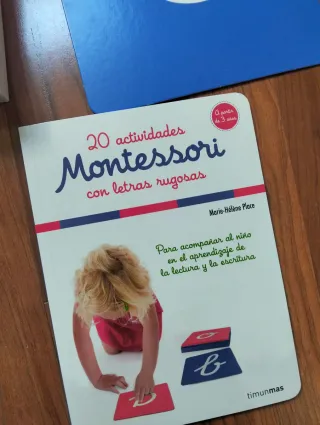 A partir
de 3 años
20 actividades
Montessori
con letras rugosas
Marie-Hélène Place
Para acompañar al niño
en el aprendizaje de
la lectura y la escritura
b
timunmas